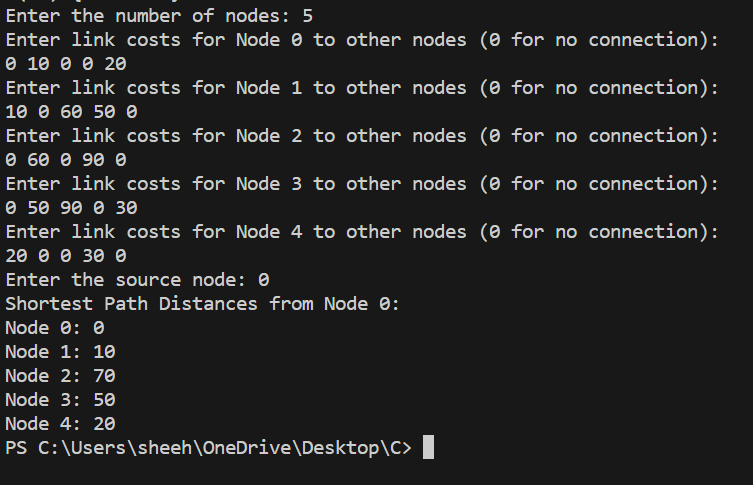 Enter the number of nodes: 5
Enter link costs for Node 0 to other nodes (0 for no connection):
0 10 0 0 20
Enter link costs for Node 1 to other nodes (0 for no connection):
10 0 60 50 0
Enter link costs for Node 2 to other nodes (0 for no connection):
0 60 0 90 0
Enter link costs for Node 3 to other nodes (0 for no connection):
0 50 90 0 30
Enter link costs for Node 4 to other nodes (0 for no connection):
20 0 0 30 0
Enter the source node: 0
Shortest Path Distances from Node 0:
Node 0: 0
Node 1: 10
Node 2: 70
Node 3: 50
Node 4: 20
PS C:\Users\sheeh\OneDrive\Desktop\C>